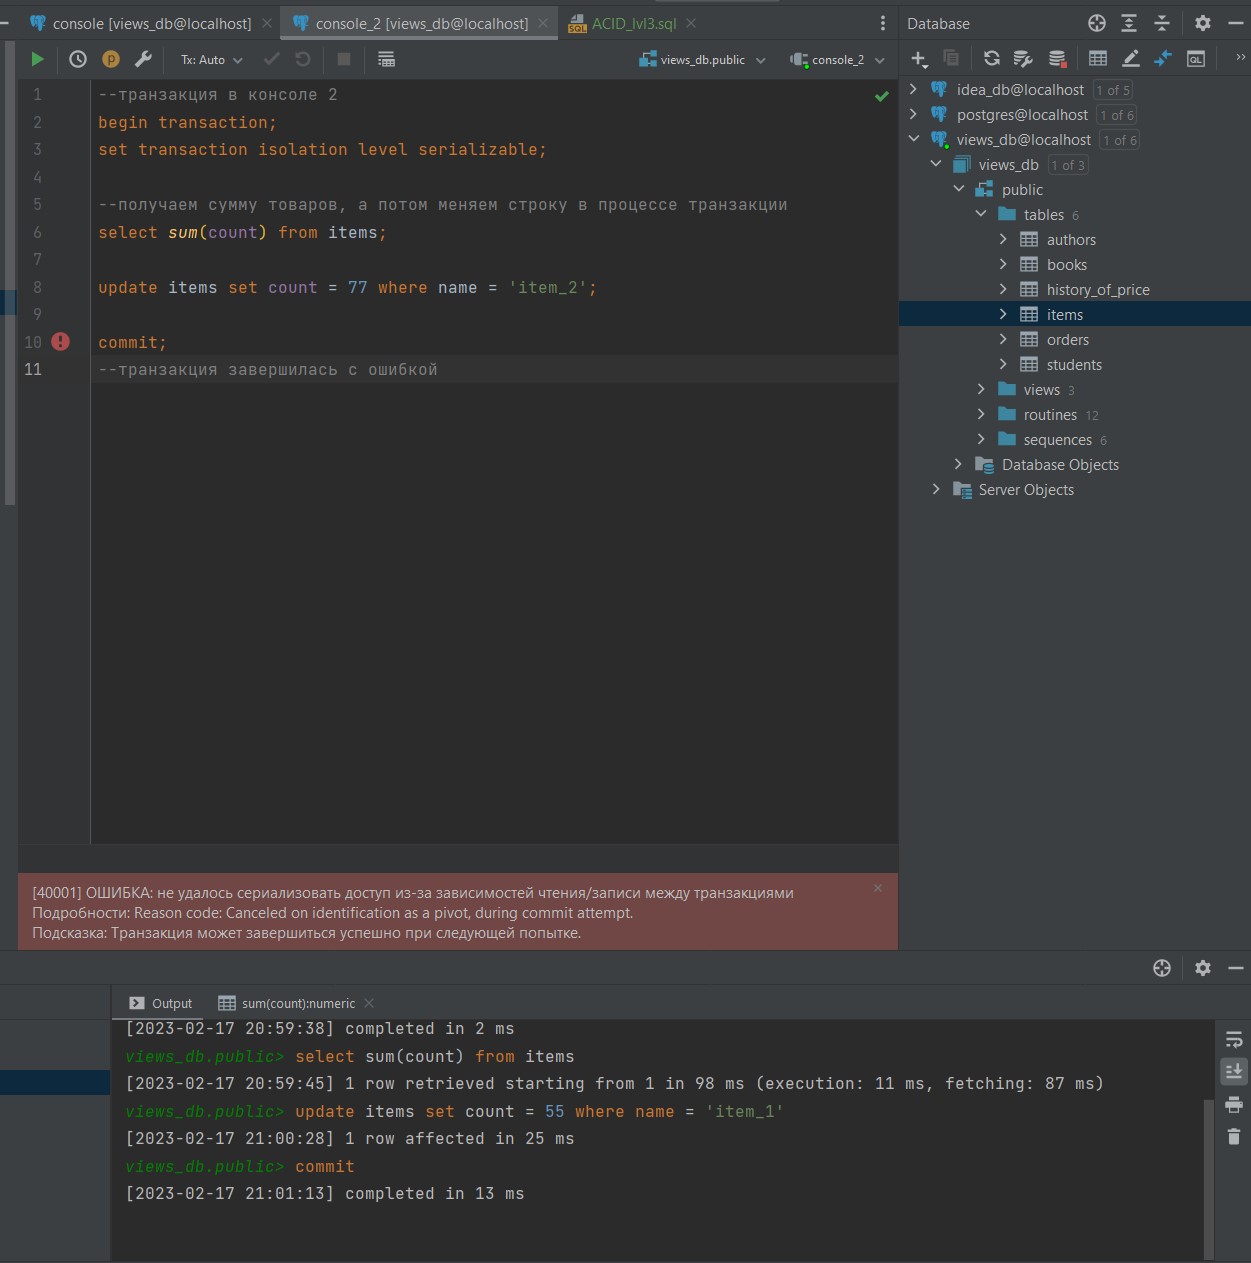 console [views_db@localhost]
console_2 [views_db@localhost]
ACID_lvl3.sql
Database
Tx: Auto
views_db.public
console_2
1 --транзакция в консоле 2
2 begin transaction;
3 set transaction isolation level serializable;
4
5 --получаем сумму товаров, а потом меняем строку в процессе транзакции
6 select sum(count) from items;
7
8 update items set count = 77 where name = 'item_2';
9
10 commit;
11 --транзакция завершилась с ошибкой
idea_db@localhost 1 of 5
postgres@localhost 1 of 6
views_db@localhost 1 of 6
views_db 1 of 3
public
tables 6
authors
books
history_of_price
items
orders
students
views 3
routines 12
sequences 6
Database Objects
Server Objects
[40001] ОШИБКА: не удалось сериализовать доступ из-за зависимостей чтения/записи между транзакциями
Подробности: Reason code: Canceled on identification as a pivot, during commit attempt.
Подсказка: Транзакция может завершиться успешно при следующей попытке.
Output
sum(count):numeric
[2023-02-17 20:59:38] completed in 2 ms
views_db.public> select sum(count) from items
[2023-02-17 20:59:45] 1 row retrieved starting from 1 in 98 ms (execution: 11 ms, fetching: 87 ms)
views_db.public> update items set count = 55 where name = 'item_1'
[2023-02-17 21:00:28] 1 row affected in 25 ms
views_db.public> commit
[2023-02-17 21:01:13] completed in 13 ms